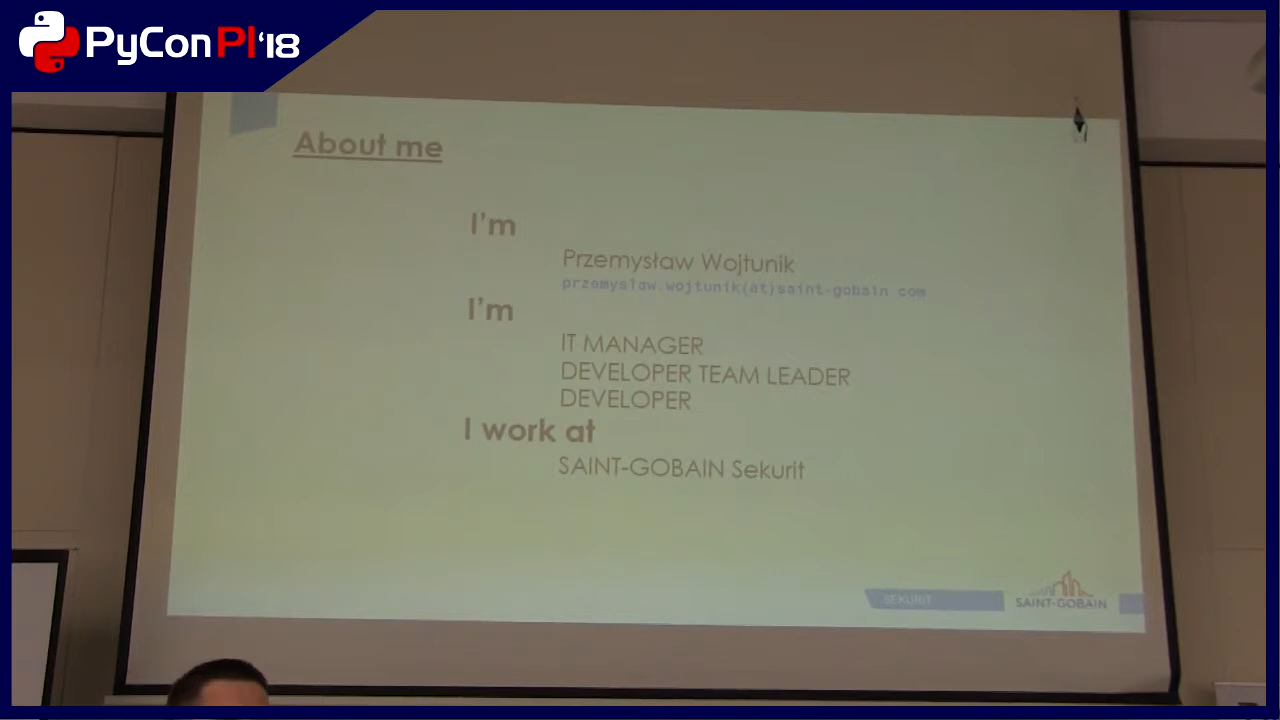 PyCon PI '18
About me
I'm
Przemysław Wojtunik
przemyslaw.wojtunik(at)saint-gobain.com
I'm
IT MANAGER
DEVELOPER TEAM LEADER
DEVELOPER
I work at
SAINT-GOBAIN Sekurit
SEKURIT
SAINT-GOBAIN